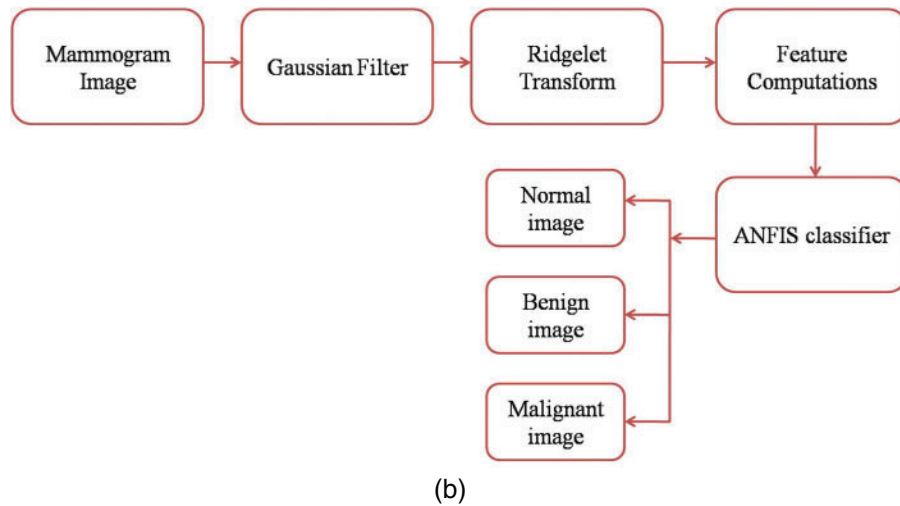 Mammogram
Image
Gaussian Filter
Ridgelet
Transform
Feature
Computations
Normal
image
ANFIS classifier
Benign
image
Malignant
image
(b)